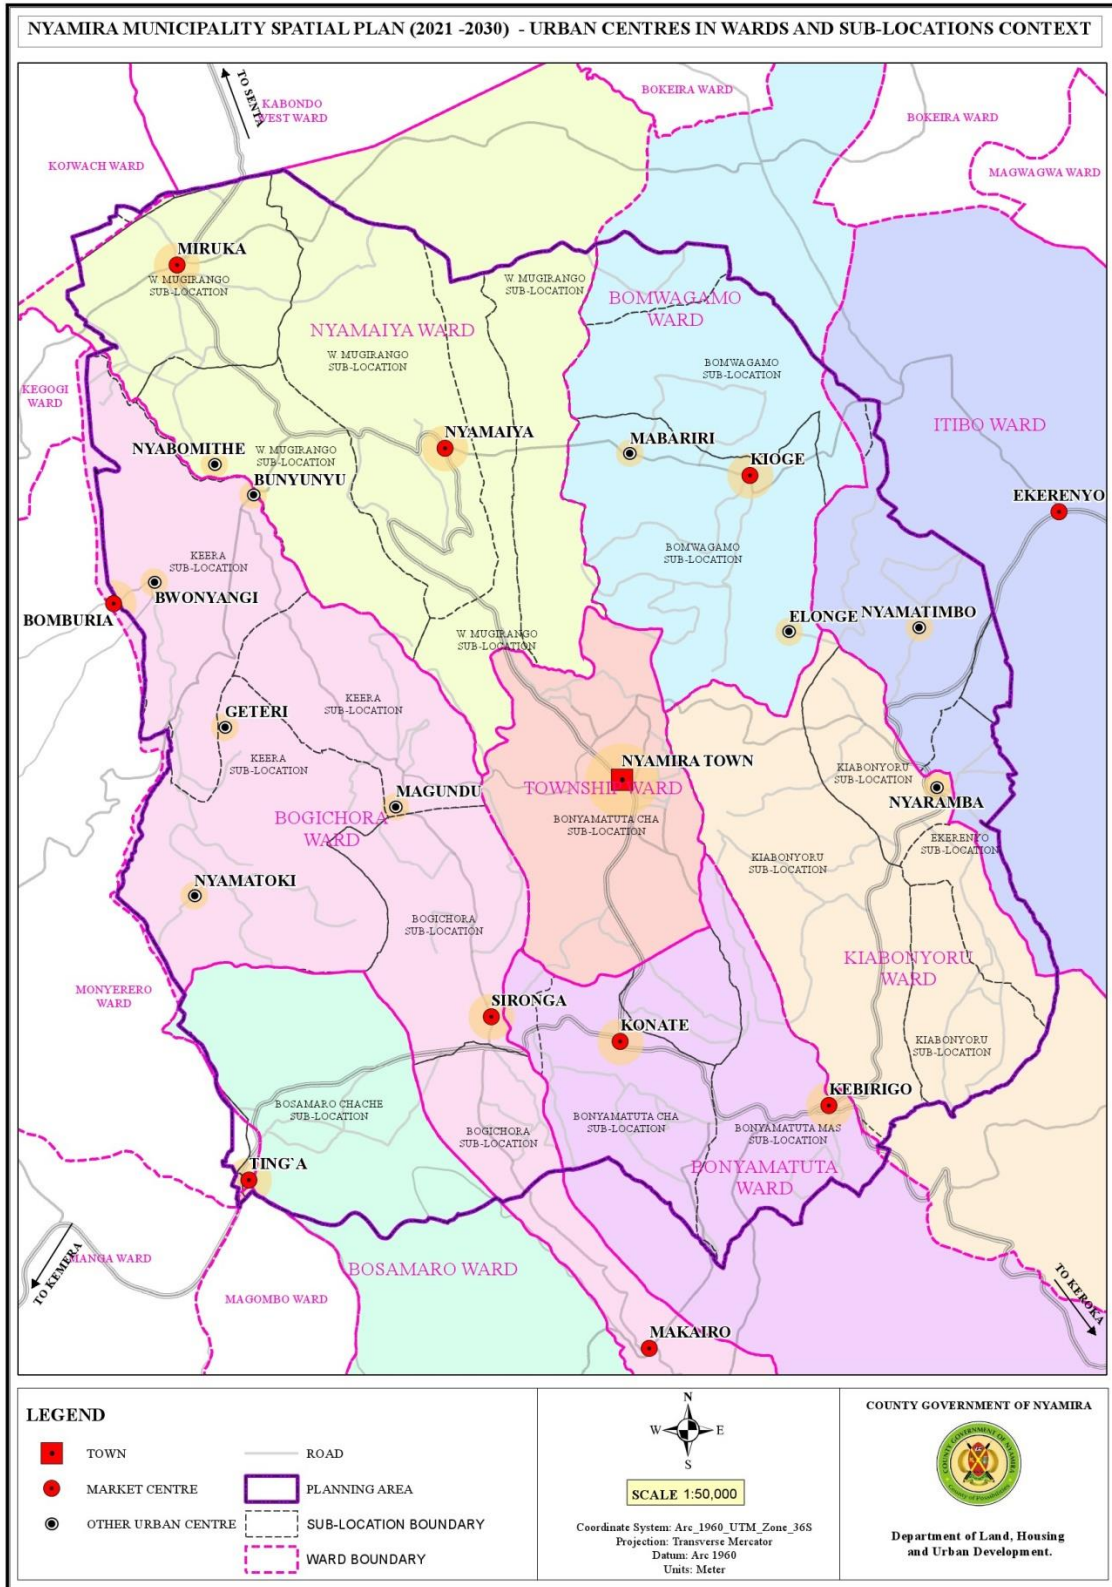 NYAMIRA MUNICIPALITY SPATIAL PLAN (2021 -2030) - URBAN CENTRES IN WARDS AND SUB-LOCATIONS CONTEXT
TO SENTA
KABONDO
WEST WARD
BOKEIRA WARD
BOKEIRA WARD
KOJWACH WARD
MAGWAGWA WARD
MIRUKA
W MUGIRANGO
SUB-LOCATION
W MUGIRANGO
SUB-LOCATION
BOMWAGAMO
WARD
NYAMAIYA WARD
W MUGIRANGO
SUB-LOCATION
BOMWAGAMO
SUB-LOCATION
KEGOGI
WARD
ITIBO WARD
NYAMAIYA
MABARIRI
NYABOMITHE
W MUGIRANGO
SUB-LOCATION
KIOGE
BUNYUNYU
EKERENYO
KEERA
SUB-LOCATION
BOMWAGAMO
SUB-LOCATION
BWONYANGI
BOMBURIA
ELONGE
NYAMATIMBO
W MUGIRANGO
SUB-LOCATION
KEERA
SUB-LOCATION
GETERI
KEERA
SUB-LOCATION
NYAMIRA TOWN
KIABONYORU
SUB-LOCATION
TOWNSHIP WARD
MAGUNDU
NYARAMBA
BOGICHORA
WARD
BONYAMATUTA CHA
SUB-LOCATION
EKERENYO
SUB-LOCATION
KIABONYORU
SUB-LOCATION
NYAMATOKI
BOGICHORA
SUB-LOCATION
KIABONYORU
WARD
MONYERERO
WARD
SIRONGA
KONATE
KIABONYORU
SUB-LOCATION
KEBIRIGO
BOSAMARO CHACHE
SUB-LOCATION
BONYAMATUTA CHA
SUB-LOCATION
BOGICHORA
SUB-LOCATION
BONYAMATUTA MAS
SUB-LOCATION
TING`A
BONYAMATUTA
WARD
MANGA WARD
TO KEMERA
BOSAMARO WARD
TO KEROKA
MAGOMBO WARD
MAKAIRO
LEGEND
TOWN
MARKET CENTRE
OTHER URBAN CENTRE
ROAD
PLANNING AREA
SUB-LOCATION BOUNDARY
WARD BOUNDARY
N
W E
S
SCALE 1:50,000
Coordinate System: Arc_1960_UTM_Zone_36S
Projection: Transverse Mercator
Datum: Arc 1960
Units: Meter
COUNTY GOVERNMENT OF NYAMIRA
COUNTY GOVERNMENT OF NYAMIRA
County of Possibilities
Department of Land, Housing
and Urban Development.